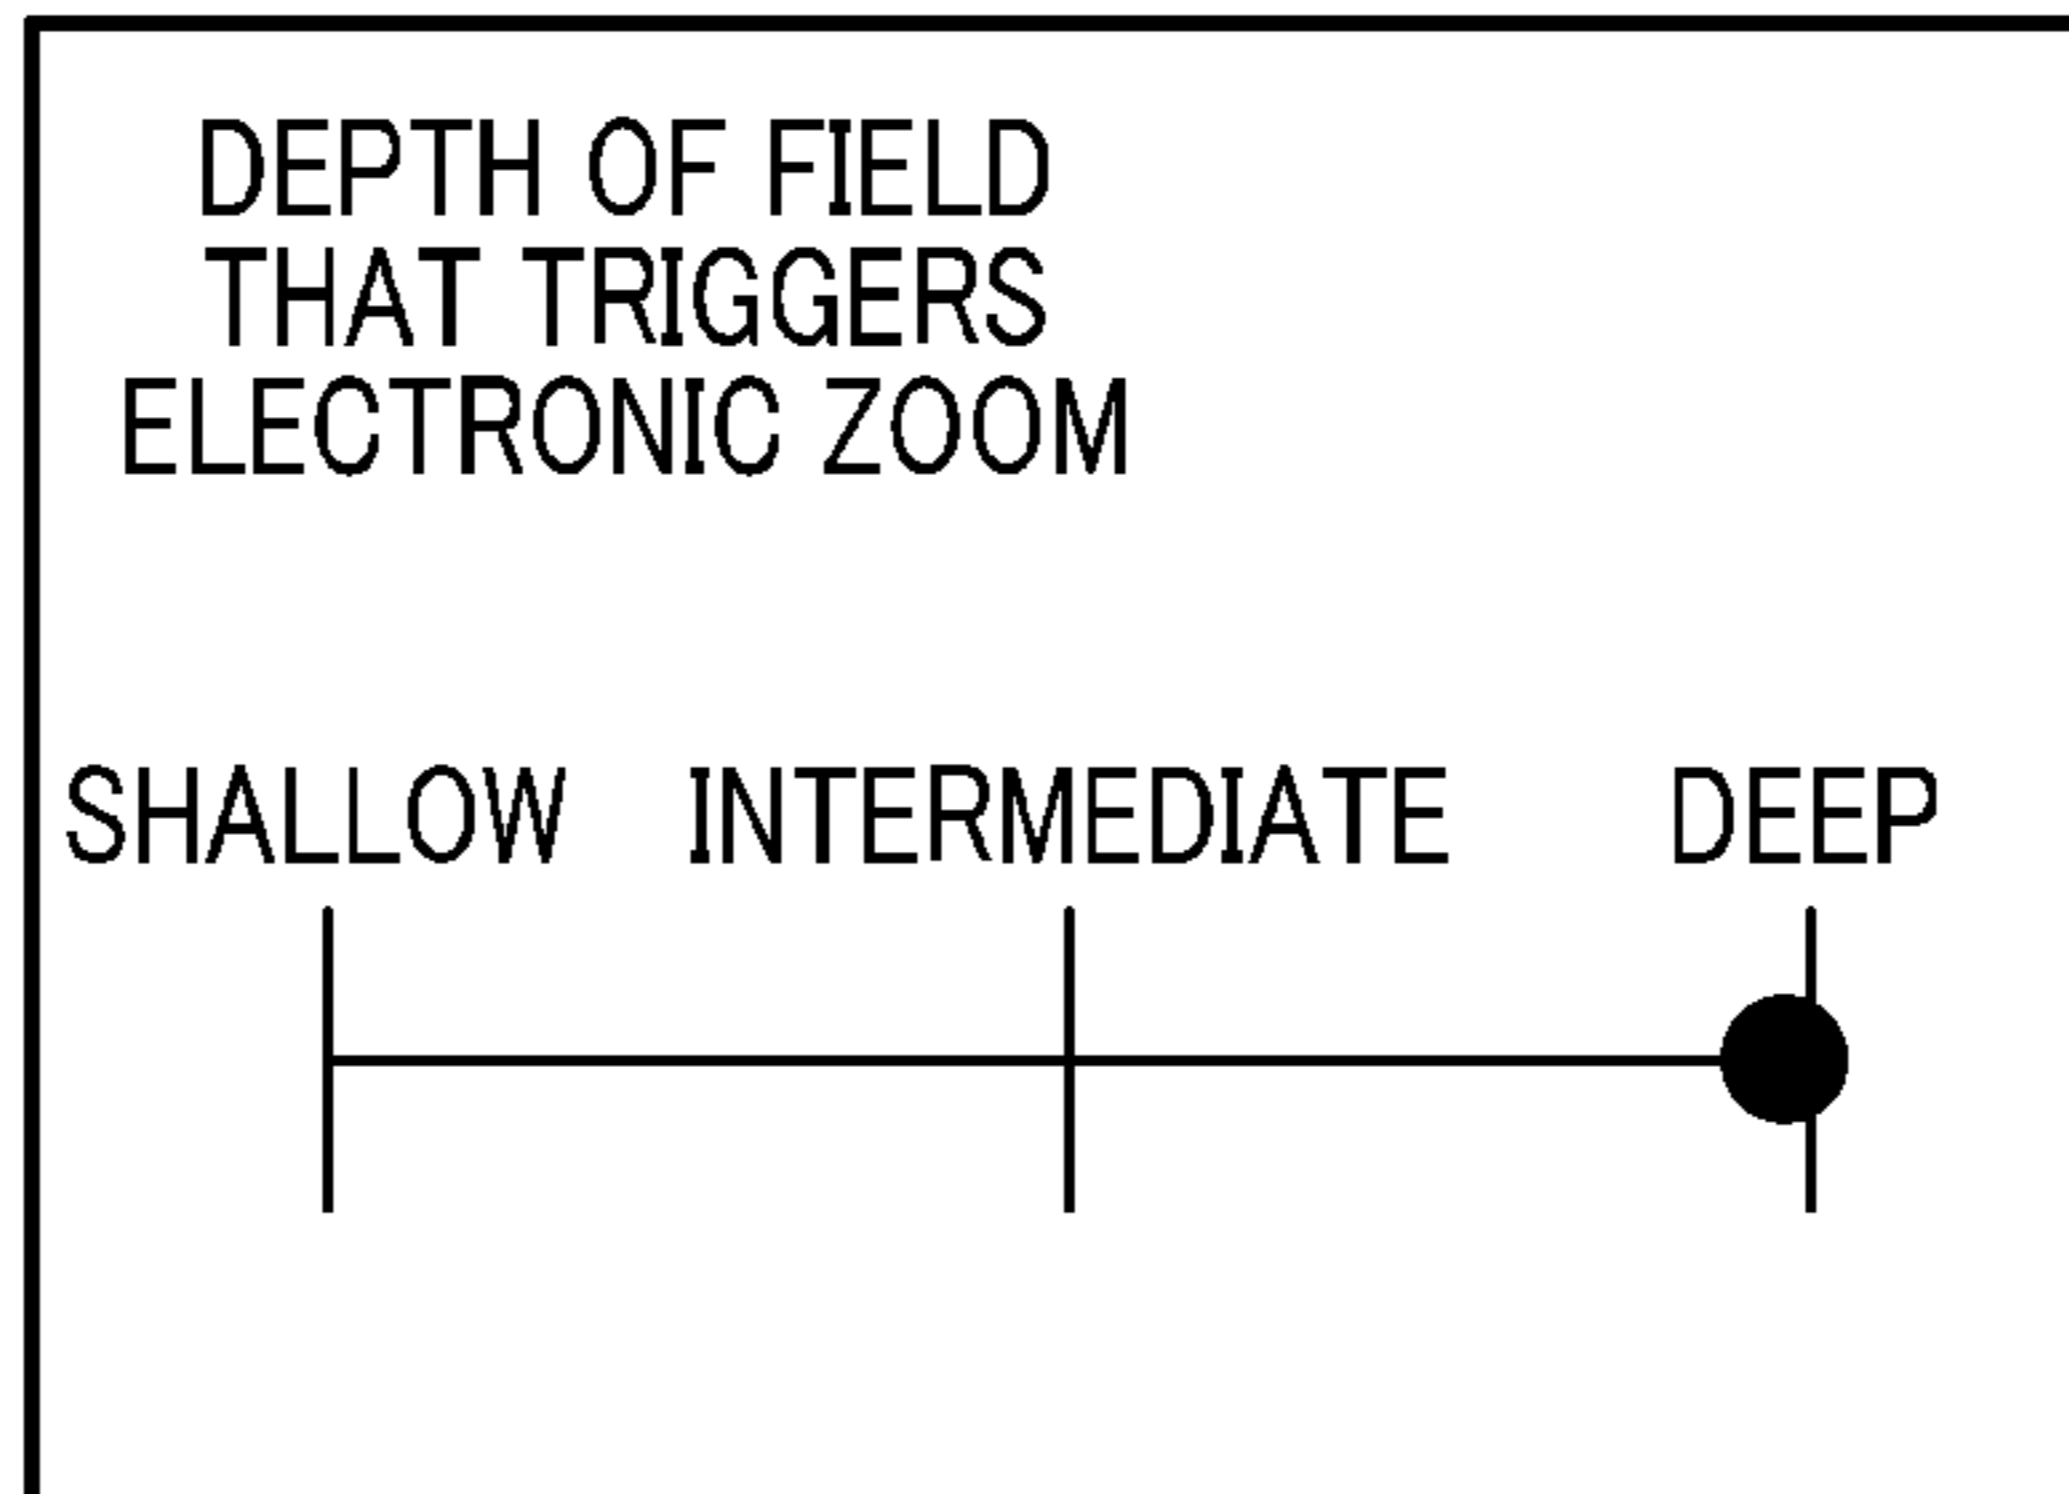 DEPTH OF FIELD
THAT TRIGGERS
ELECTRONIC ZOOM
SHALLOW INTERMEDIATE DEEP